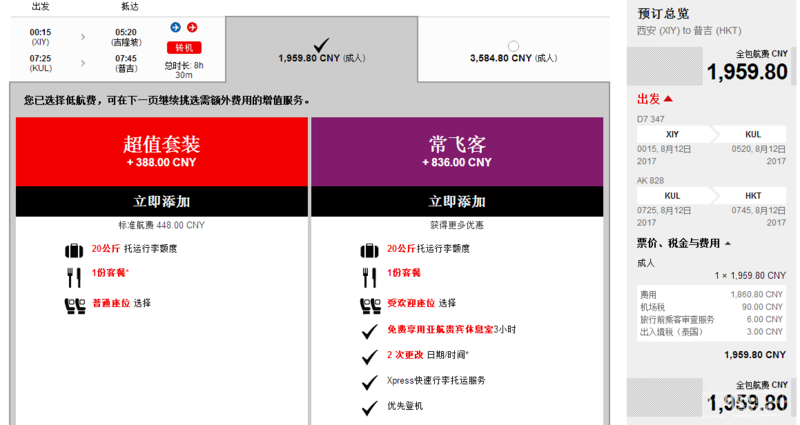 出发 抵达
00:15 05:20
(XIY) (吉隆坡)
转机
07:25 07:45
(KUL) (普吉)
总时长: 8h
30m
1,959.80 CNY (成人)
3,584.80 CNY (成人)
您已选择低航费，可在下一页继续挑选需额外费用的增值服务。
超值套装
+ 388.00 CNY
立即添加
标准航费 448.00 CNY
20公斤 托运行李额度
1份套餐*
普通座位 选择
常飞客
+ 836.00 CNY
立即添加
获得更多优惠
20公斤托运行李额度
1份套餐
受欢迎座位 选择
免费享用亚航贵宾休息室3小时
2 次更改 日期/时间*
Xpress快速行李托运服务
优先登机
预订总览
西安 (XIY) to 普吉 (HKT)
全包航费 CNY
1,959.80
出发
D7 347
XIY KUL
0015, 8月12日 0520, 8月12日
2017 2017
AK 828
KUL HKT
0725, 8月12日 0745, 8月12日
2017 2017
票价、税金与费用
成人
1 × 1,959.80 CNY
费用 1,860.80 CNY
机场税 90.00 CNY
旅行前乘客审查服务 6.00 CNY
出入境税（泰国） 3.00 CNY
1,959.80 CNY
全包航费 CNY
1,959.80